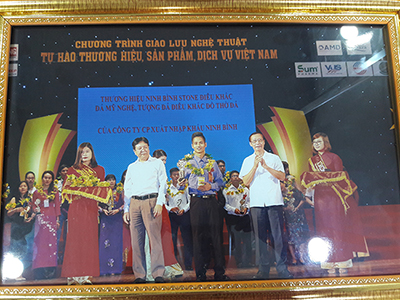 CHƯƠNG TRÌNH GIAO LƯU NGHỆ THUẬT
TỰ HÀO THƯƠNG HIỆU, SẢN PHẨM, DỊCH VỤ VIỆT NAM
THƯƠNG HIỆU NINH BÌNH STONE ĐIÊU KHẮC
ĐÁ MỸ NGHỆ, TƯỢNG ĐÁ ĐIÊU KHẮC ĐỒ THỜ ĐÁ
CỦA CÔNG TY CP XUẤT NHẬP KHẨU NINH BÌNH